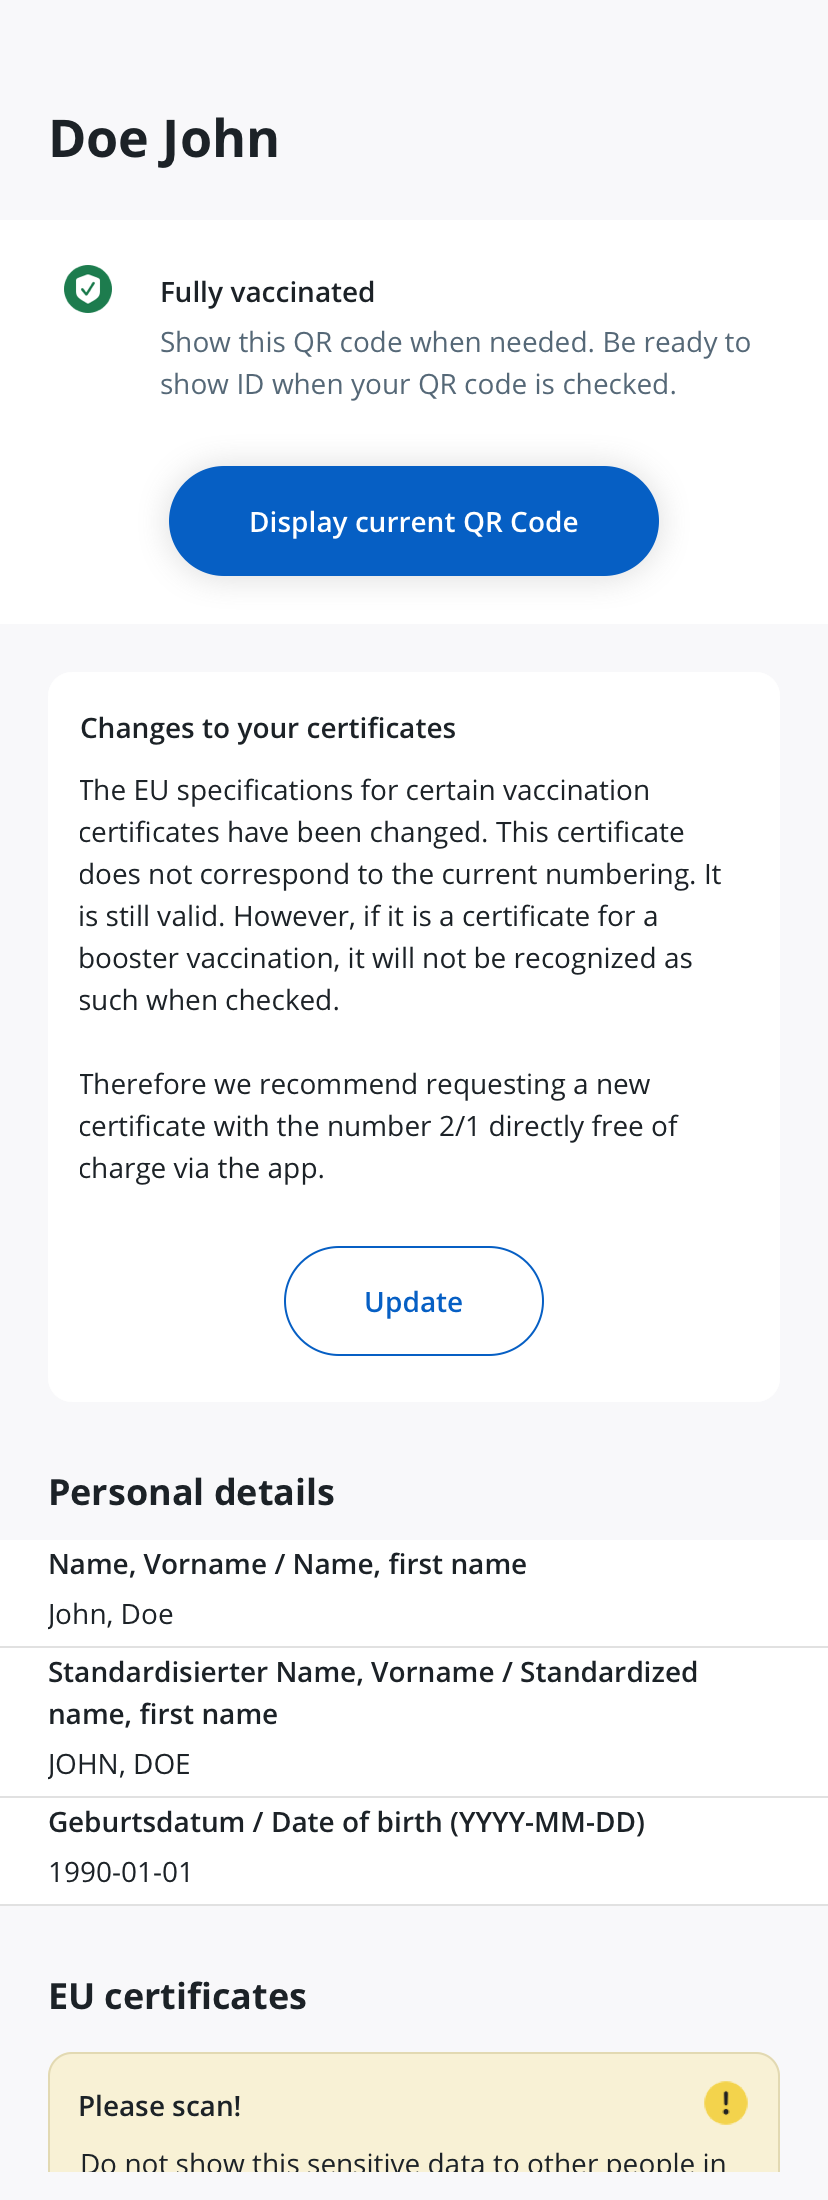 Doe John
Fully vaccinated
Show this QR code when needed. Be ready to
show ID when your QR code is checked.
Display current QR Code
Changes to your certificates
The EU specifications for certain vaccination
certificates have been changed. This certificate
does not correspond to the current numbering. It
is still valid. However, if it is a certificate for a
booster vaccination, it will not be recognized as
such when checked.
Therefore we recommend requesting a new
certificate with the number 2/1 directly free of
charge via the app.
Update
Personal details
Name, Vorname / Name, first name
John, Doe
Standardisierter Name, Vorname / Standardized
name, first name
JOHN, DOE
Geburtsdatum / Date of birth (YYYY-MM-DD)
1990-01-01
EU certificates
Please scan!
Do not show this sensitive data to other people in